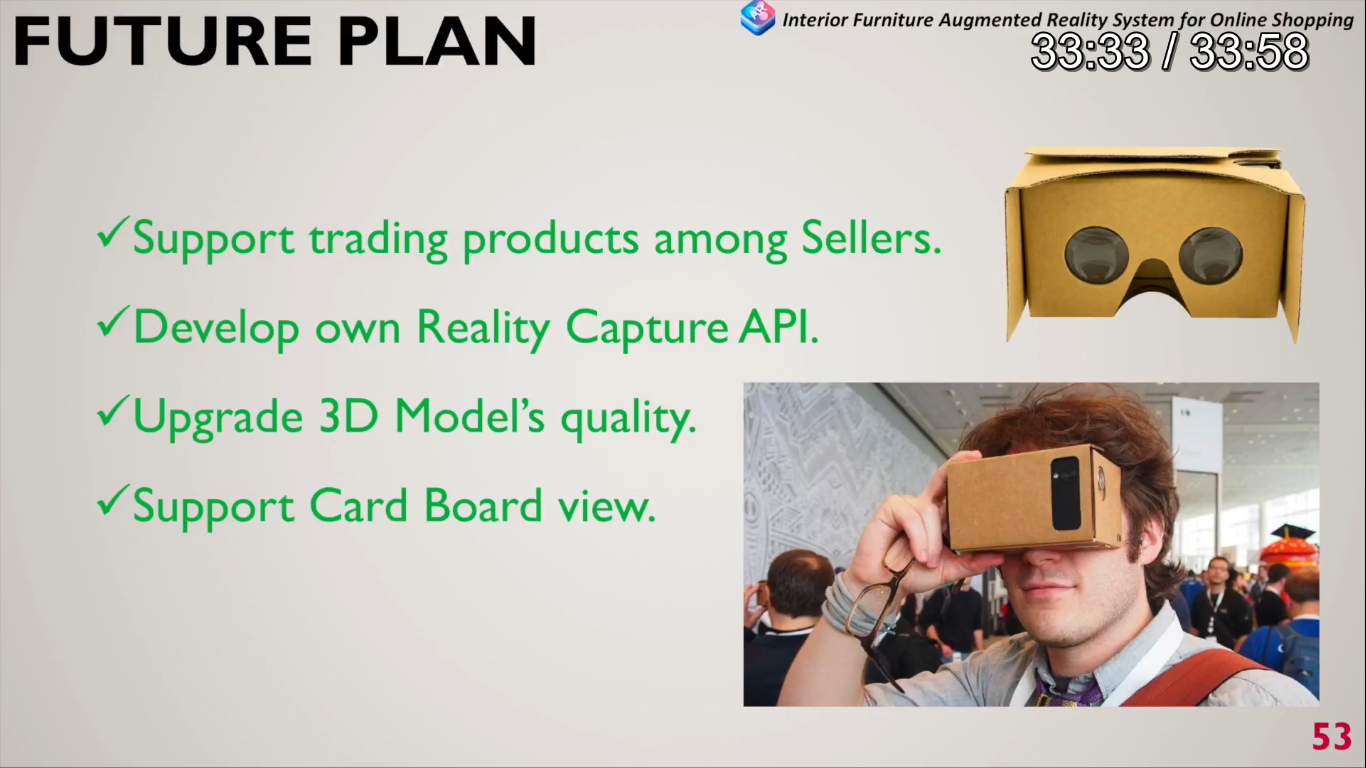 FUTURE PLAN
Interior Furniture Augmented Reality System for Online Shopping
33:33 / 33:58
✓Support trading products among Sellers.
✓Develop own Reality Capture API.
✓Upgrade 3D Model's quality.
✓Support Card Board view.
53